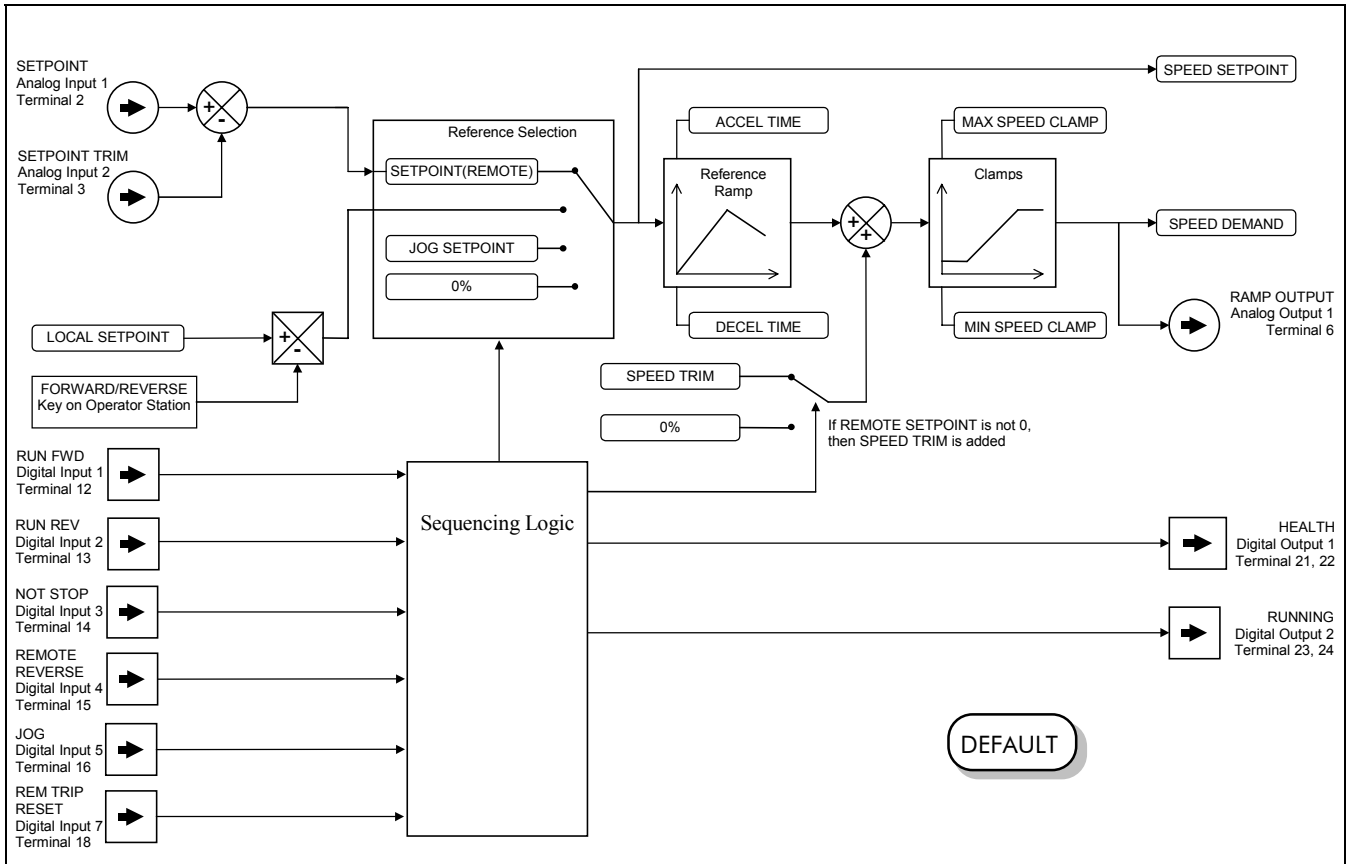 SETPOINT
Analog Input 1
Terminal 2
+
-
SETPOINT TRIM
Analog Input 2
Terminal 3
Reference Selection
SETPOINT(REMOTE)
JOG SETPOINT
0%
LOCAL SETPOINT
+
-
FORWARD/REVERSE
Key on Operator Station
SPEED SETPOINT
ACCEL TIME
Reference
Ramp
DECEL TIME
+
+
MAX SPEED CLAMP
Clamps
MIN SPEED CLAMP
SPEED DEMAND
RAMP OUTPUT
Analog Output 1
Terminal 6
SPEED TRIM
0%
If REMOTE SETPOINT is not 0,
then SPEED TRIM is added
RUN FWD
Digital Input 1
Terminal 12
RUN REV
Digital Input 2
Terminal 13
NOT STOP
Digital Input 3
Terminal 14
REMOTE
REVERSE
Digital Input 4
Terminal 15
JOG
Digital Input 5
Terminal 16
REM TRIP
RESET
Digital Input 7
Terminal 18
Sequencing Logic
HEALTH
Digital Output 1
Terminal 21, 22
RUNNING
Digital Output 2
Terminal 23, 24
DEFAULT